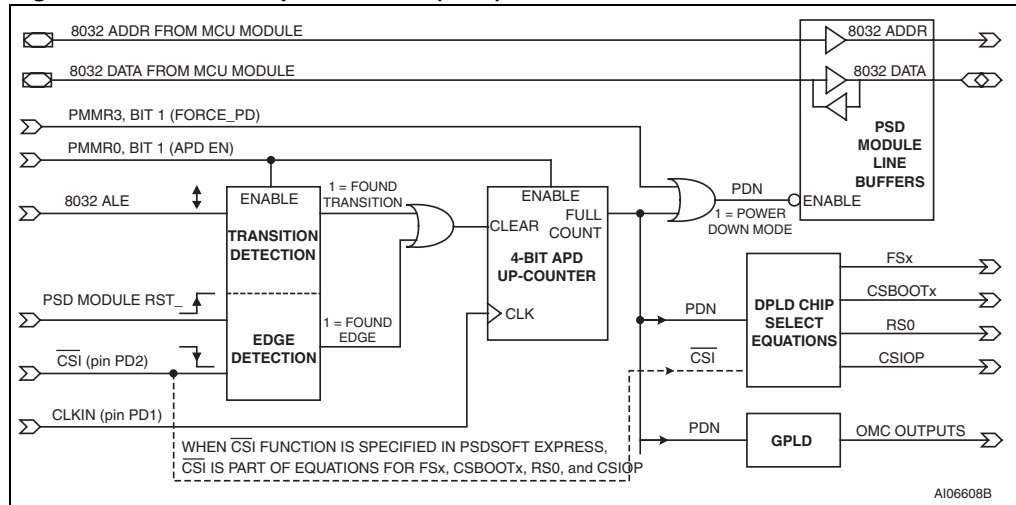 8032 ADDR FROM MCU MODULE
8032 ADDR
8032 DATA FROM MCU MODULE
8032 DATA
PMMR3, BIT 1 (FORCE_PD)
PSD
MODULE
LINE
BUFFERS
PMMR0, BIT 1 (APD EN)
8032 ALE
ENABLE
1 = FOUND
TRANSITION
TRANSITION
DETECTION
ENABLE
FULL
COUNT
CLEAR
4-BIT APD
UP-COUNTER
CLK
PDN
1 = POWER
DOWN MODE
ENABLE
PSD MODULE RST_
EDGE
DETECTION
1 = FOUND
EDGE
CSI (pin PD2)
CLKIN (pin PD1)
PDN
CSI
DPLD CHIP
SELECT
EQUATIONS
FSx
CSBOOTx
RS0
CSIOP
WHEN CSI FUNCTION IS SPECIFIED IN PSDSOFT EXPRESS,
CSI IS PART OF EQUATIONS FOR FSx, CSBOOTx, RS0, and CSIOP
PDN
GPLD
OMC OUTPUTS
AI06608B